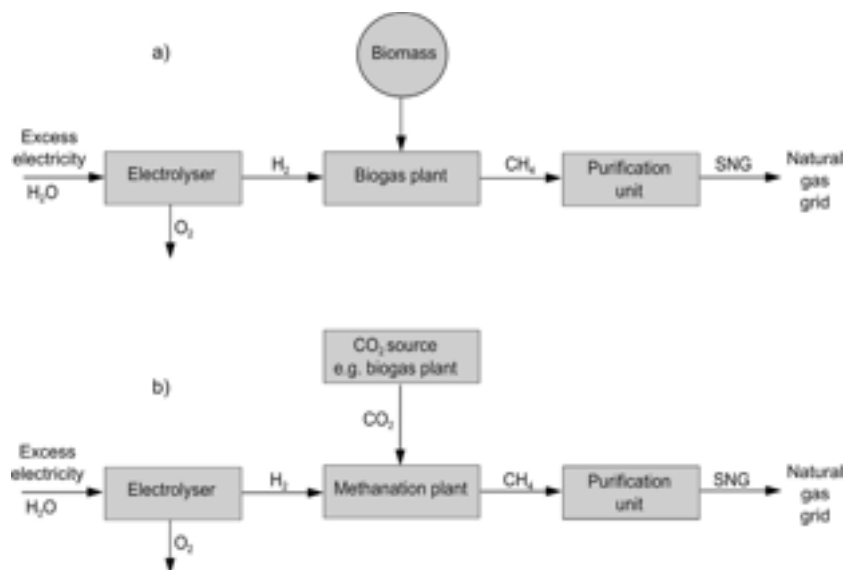 a)
Biomass
Excess
electricity
H₂O
Electrolyser
O₂
H₂
Biogas plant
CH₄
Purification
unit
SNG
Natural
gas
grid
b)
CO₂ source
e.g. biogas plant
CO₂
Excess
electricity
H₂O
Electrolyser
O₂
H₂
Methanation plant
CH₄
Purification
unit
SNG
Natural
gas
grid